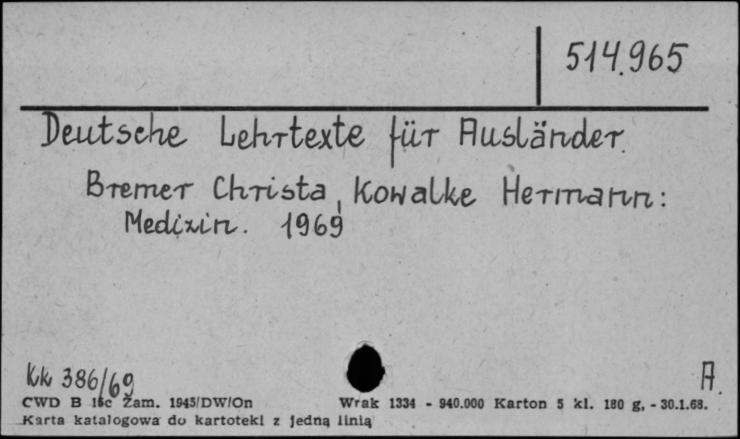 514.965
Deutsche Lehrtexte für Ausländer.
Bremer Christa, Kowalke Hermann:
Medizin. 1969
kk 386/69 A.
CWD B 18c Zam. 1945/DW/On Wrak 1334 - 940.000 Karton 5 kl. 180 g. - 30.1.68.
Karta katalogowa do kartoteki z jedną linią